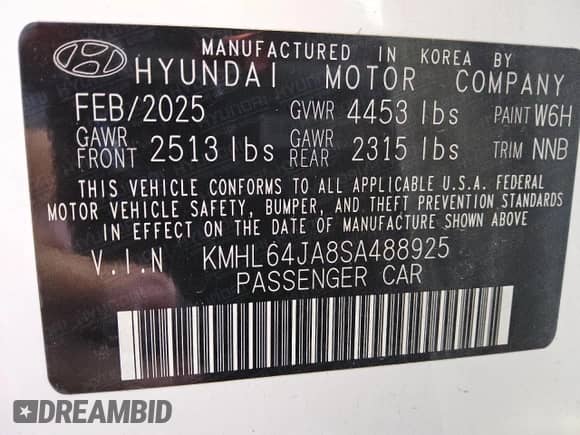 MANUFACTURED IN KOREA BY
HYUNDAI MOTOR COMPANY
FEB/2025 GVWR 4453 lbs PAINT W6H
GAWR FRONT 2513 lbs GAWR REAR 2315 lbs TRIM NNB
THIS VEHICLE CONFORMS TO ALL APPLICABLE U.S.A. FEDERAL
MOTOR VEHICLE SAFETY, BUMPER, AND THEFT PREVENTION STANDARDS
IN EFFECT ON THE DATE OF MANUFACTURE SHOWN ABOVE.
V.I.N KMHL64JA8SA488925
PASSENGER CAR
DREAMBID